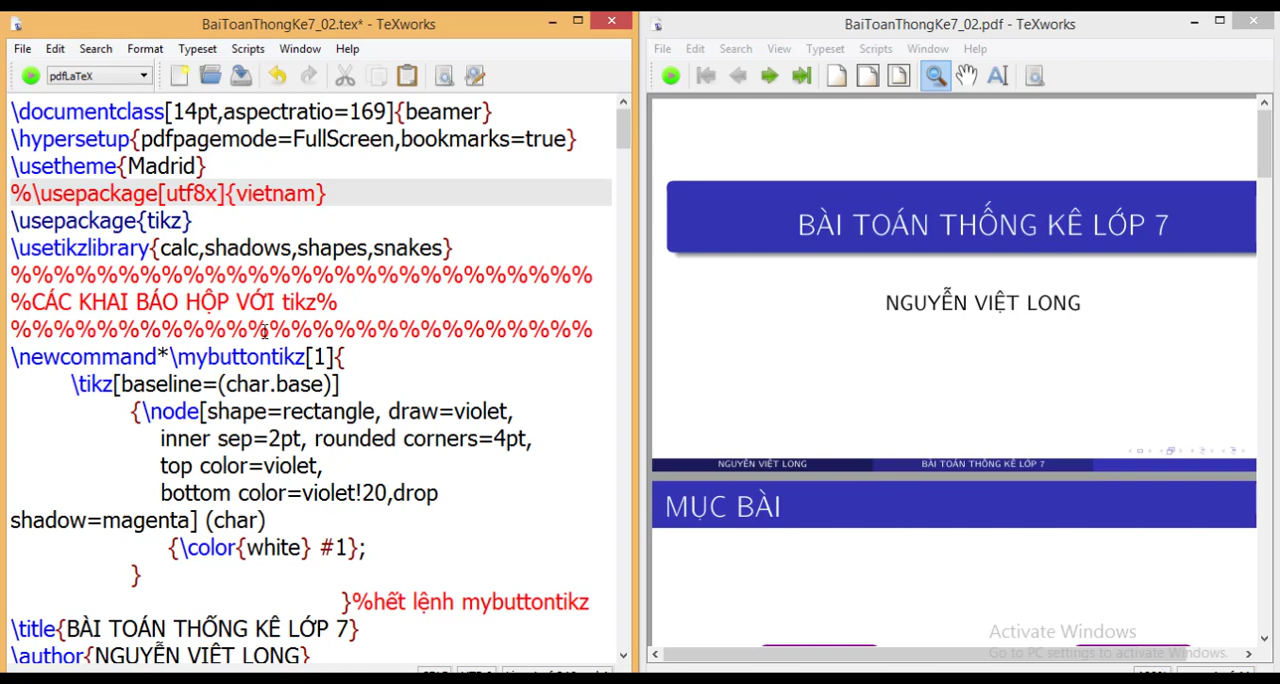 BaiToanThongKe7_02.tex* - TeXworks
File Edit Search Format Typeset Scripts Window Help
pdfLaTeX
\documentclass[14pt,aspectratio=169]{beamer}
\hypersetup{pdfpagemode=FullScreen,bookmarks=true}
\usetheme{Madrid}
%\usepackage[utf8x]{vietnam}
\usepackage{tikz}
\usetikzlibrary{calc,shadows,shapes,snakes}
%%%%%%%%%%%%%%%%%%%%%%%%%%%
%CÁC KHAI BÁO HỘP VỚI tikz%
%%%%%%%%%%%%%%%%%%%%%%%%%%%
\newcommand*\mybuttontikz[1]{
\tikz[baseline=(char.base)]
{\node[shape=rectangle, draw=violet,
inner sep=2pt, rounded corners=4pt,
top color=violet,
bottom color=violet!20,drop
shadow=magenta] (char)
{\color{white} #1};
}
}%hết lệnh mybuttontikz
\title{BÀI TOÁN THỐNG KÊ LỚP 7}
\author{NGUYỄN VIỆT LONG}
BaiToanThongKe7_02.pdf - TeXworks
File Edit Search View Typeset Scripts Window Help
BÀI TOÁN THỐNG KÊ LỚP 7
NGUYỄN VIỆT LONG
NGUYỄN VIỆT LONG BÀI TOÁN THỐNG KÊ LỚP 7
MỤC BÀI
Activate Windows
Go to PC settings to activate Windows.